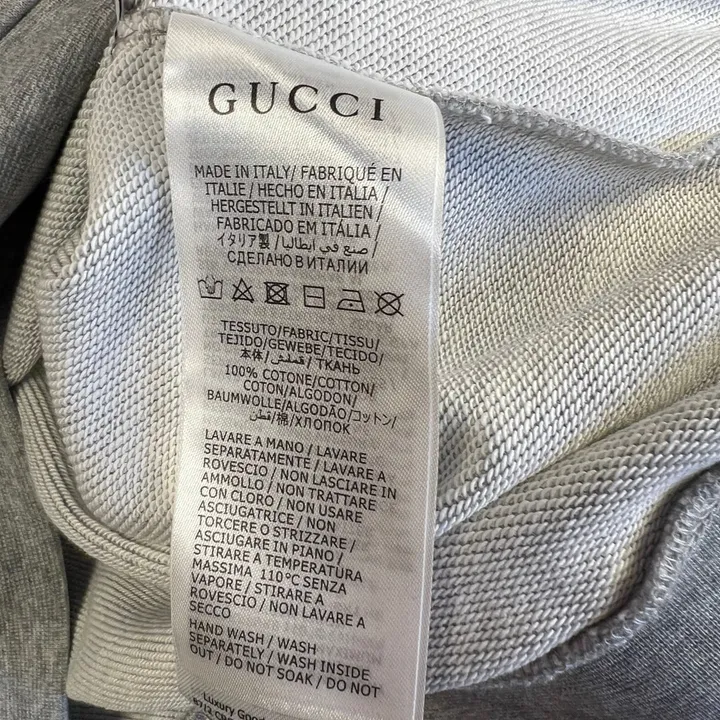 GUCCI
MADE IN ITALY/ FABRIQUÉ EN
ITALIE / HECHO EN ITALIA /
HERGESTELLT IN ITALIEN /
FABRICADO EM ITÁLIA /
イタリア製 / صنع في ايطاليا /
СДЕЛАНО В ИТАЛИИ
TESSUTO/FABRIC/TISSU/
TEJIDO/GEWEBE/TECIDO/
本体/ قماش / ТКАНЬ
100% COTONE/COTTON/
COTON/ALGODON/
BAUMWOLLE/ALGODÃO/コットン/
قطن/棉/ХЛОПОК
LAVARE A MANO / LAVARE
SEPARATAMENTE / LAVARE A
ROVESCIO / NON LASCIARE IN
AMMOLLO / NON TRATTARE
CON CLORO / NON USARE
ASCIUGATRICE / NON
TORCERE O STRIZZARE /
ASCIUGARE IN PIANO /
STIRARE A TEMPERATURA
MASSIMA 110°C SENZA
VAPORE / STIRARE A
ROVESCIO / NON LAVARE A
SECCO
HAND WASH / WASH
SEPARATELY / WASH INSIDE
OUT / DO NOT SOAK / DO NOT
Luxury Goo